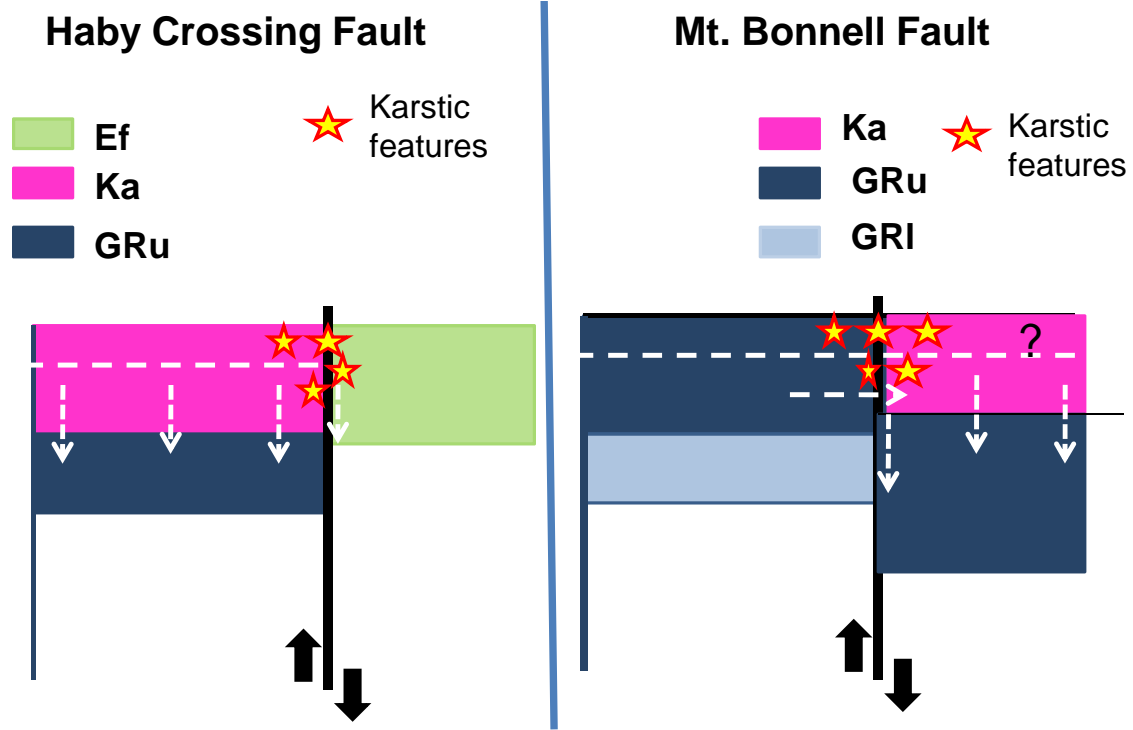 Haby Crossing Fault
Ef
Ka
GRu
Karstic
features
Mt. Bonnell Fault
Ka
GRu
GRl
Karstic
features
?